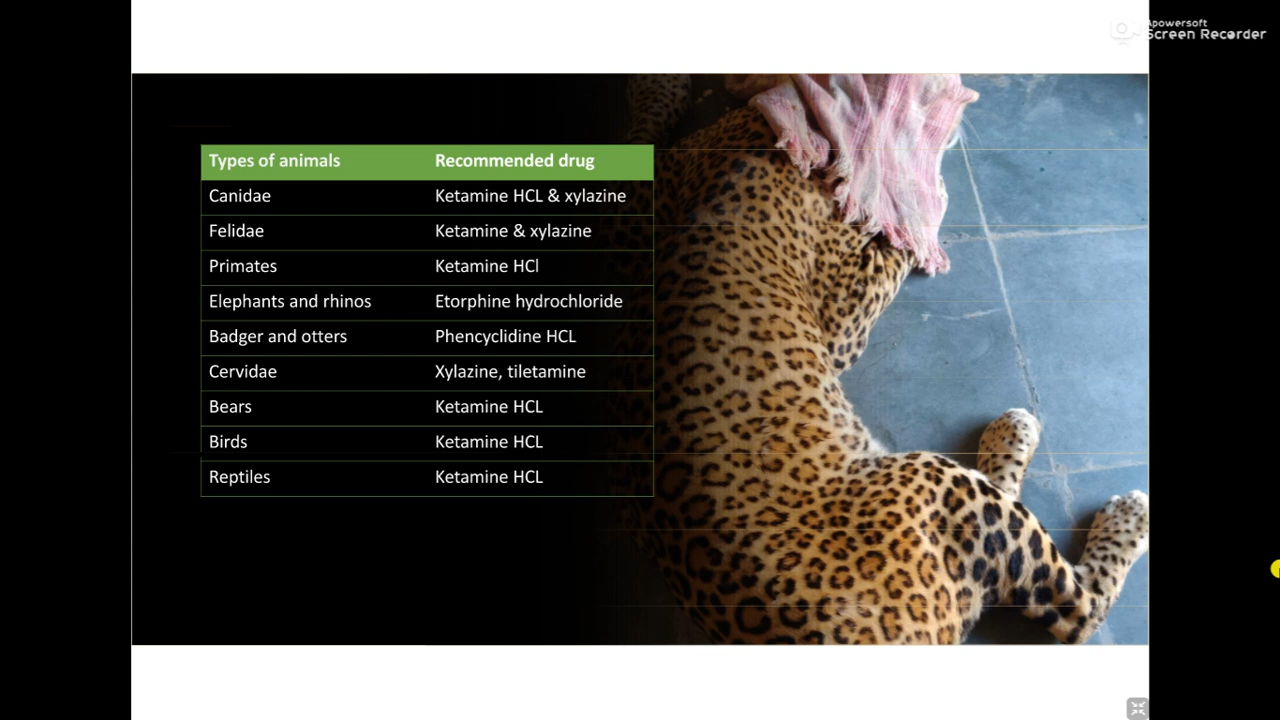 Apowersoft
Screen Recorder
Types of animals Recommended drug
Canidae Ketamine HCL & xylazine
Felidae Ketamine & xylazine
Primates Ketamine HCl
Elephants and rhinos Etorphine hydrochloride
Badger and otters Phencyclidine HCL
Cervidae Xylazine, tiletamine
Bears Ketamine HCL
Birds Ketamine HCL
Reptiles Ketamine HCL